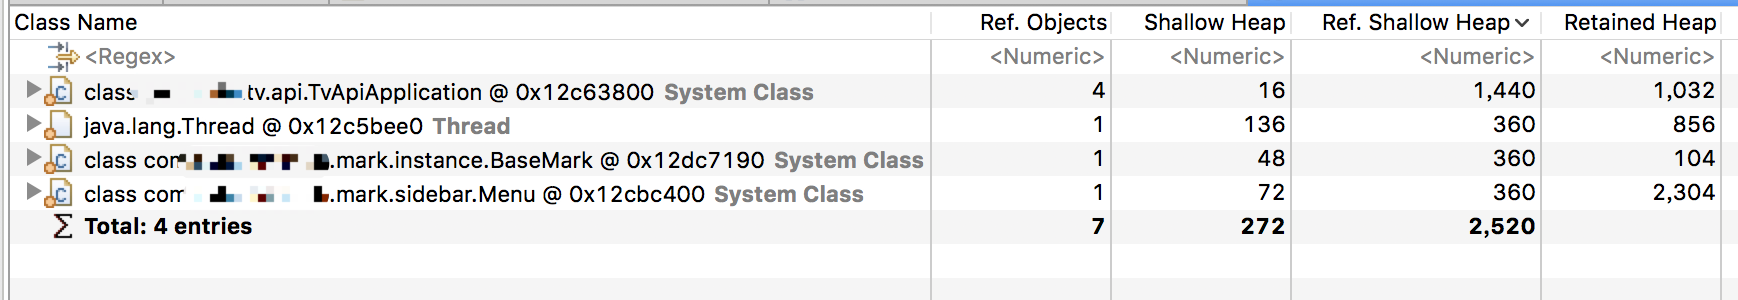 Class Name Ref. Objects Shallow Heap Ref. Shallow Heap Retained Heap
<Regex> <Numeric> <Numeric> <Numeric> <Numeric>
class tv.api.TvApiApplication @ 0x12c63800 System Class 4 16 1,440 1,032
java.lang.Thread @ 0x12c5bee0 Thread 1 136 360 856
class com .mark.instance.BaseMark @ 0x12dc7190 System Class 1 48 360 104
class com .mark.sidebar.Menu @ 0x12cbc400 System Class 1 72 360 2,304
Total: 4 entries 7 272 2,520